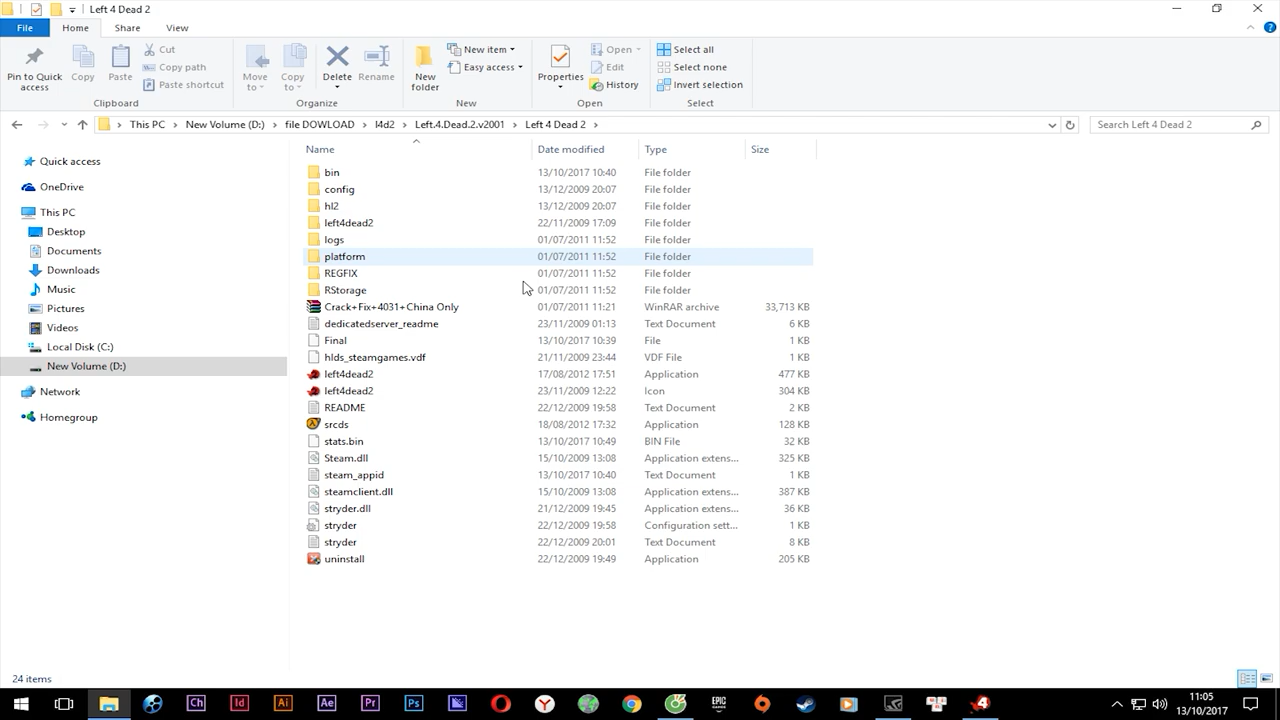 Left 4 Dead 2
File Home Share View
Pin to Quick access
Copy
Paste
Cut
Copy path
Paste shortcut
Move to
Copy to
Delete
Rename
New folder
New item
Easy access
Properties
Open
Edit
History
Select all
Select none
Invert selection
Clipboard Organize New Open Select
This PC New Volume (D:) file DOWLOAD l4d2 Left.4.Dead.2.v2001 Left 4 Dead 2
Search Left 4 Dead 2
Quick access
OneDrive
This PC
Desktop
Documents
Downloads
Music
Pictures
Videos
Local Disk (C:)
New Volume (D:)
Network
Homegroup
Name Date modified Type Size
bin 13/10/2017 10:40 File folder
config 13/12/2009 20:07 File folder
hl2 13/12/2009 20:07 File folder
left4dead2 22/11/2009 17:09 File folder
logs 01/07/2011 11:52 File folder
platform 01/07/2011 11:52 File folder
REGFIX 01/07/2011 11:52 File folder
RStorage 01/07/2011 11:52 File folder
Crack+Fix+4031+China Only 01/07/2011 11:21 WinRAR archive 33,713 KB
dedicatedserver_readme 23/11/2009 01:13 Text Document 6 KB
Final 13/10/2017 10:39 File 1 KB
hlds_steamgames.vdf 21/11/2009 23:44 VDF File 1 KB
left4dead2 17/08/2012 17:51 Application 477 KB
left4dead2 23/11/2009 12:22 Icon 304 KB
README 22/12/2009 19:58 Text Document 2 KB
srcds 18/08/2012 17:32 Application 128 KB
stats.bin 13/10/2017 10:49 BIN File 32 KB
Steam.dll 15/10/2009 13:08 Application extens... 325 KB
steam_appid 13/10/2017 10:40 Text Document 1 KB
steamclient.dll 15/10/2009 13:08 Application extens... 387 KB
stryder.dll 21/12/2009 19:45 Application extens... 36 KB
stryder 22/12/2009 19:58 Configuration sett... 1 KB
stryder 22/12/2009 20:01 Text Document 8 KB
uninstall 22/12/2009 19:49 Application 205 KB
24 items
Ch Id Ai Ae Pr Ps EPIC GAMES 4
11:05
13/10/2017